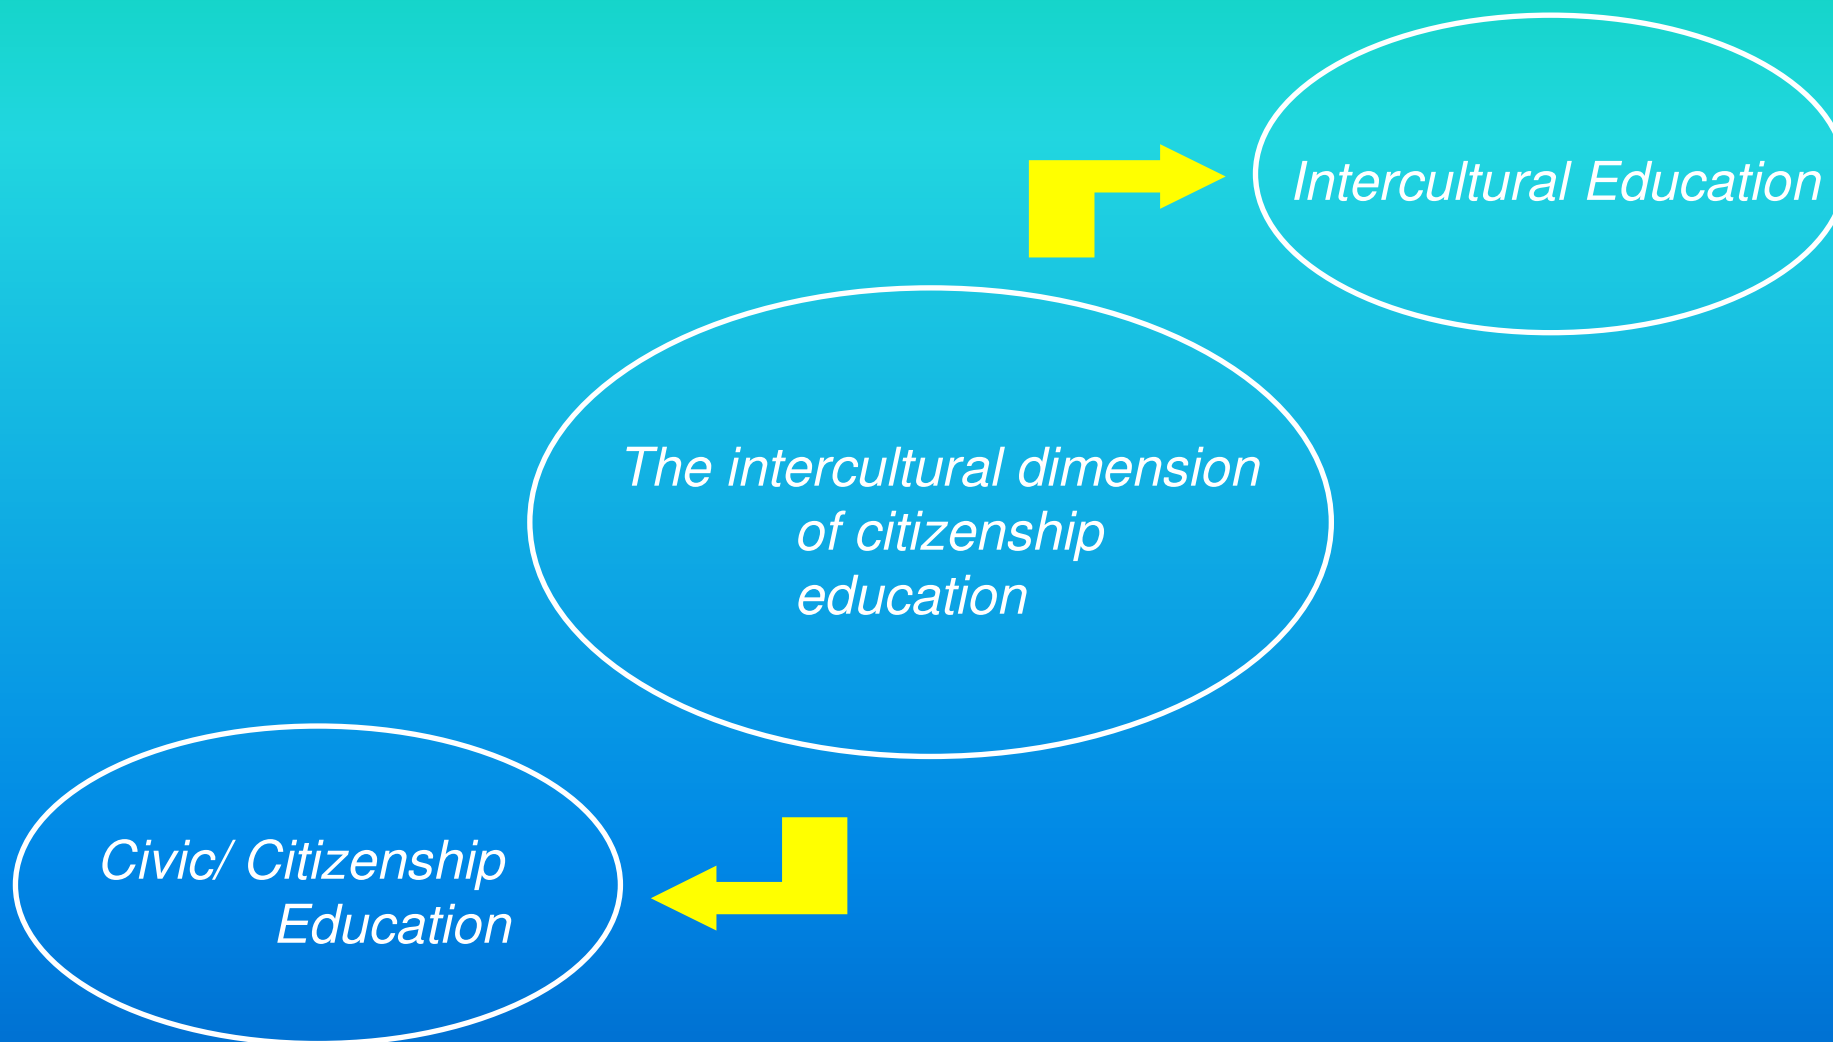 Intercultural Education
The intercultural dimension
of citizenship
education
Civic/ Citizenship
Education